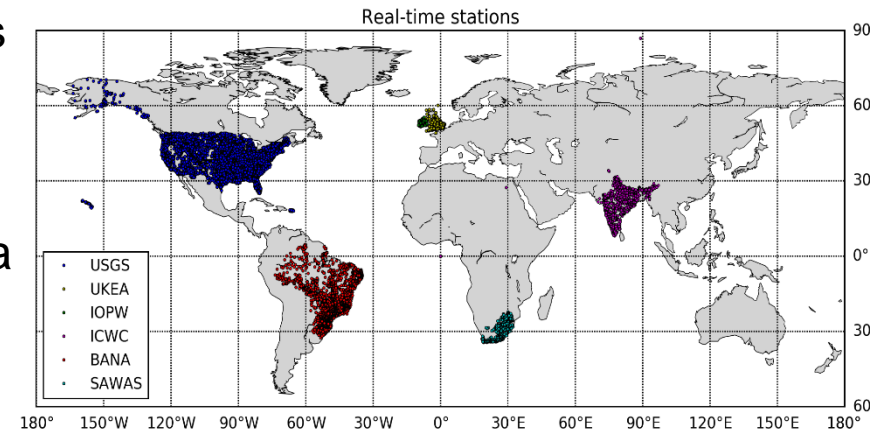 Real-time stations
s
a
90
60
30
0°
30
60
USGS
UKEA
IOPW
ICWC
BANA
SAWAS
180° 150°W 120°W 90°W 60°W 30°W 0° 30°E 60°E 90°E 120°E 150°E 180°